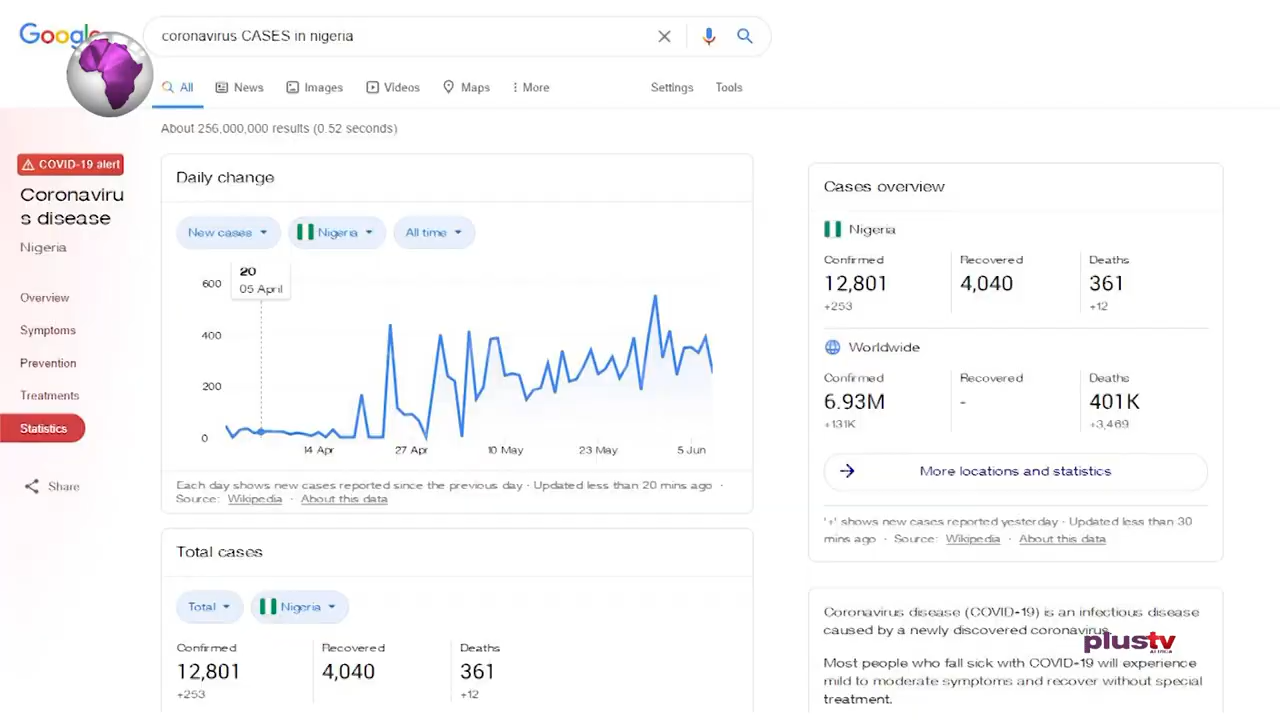 Google
coronavirus CASES in nigeria
All News Images Videos Maps More Settings Tools
About 256,000,000 results (0.52 seconds)
COVID-19 alert
Coronaviru
s disease
Nigeria
Overview
Symptoms
Prevention
Treatments
Statistics
Share
Daily change
New cases Nigeria All time
20
05 April
600
400
200
0
14 Apr 27 Apr 10 May 23 May 5 Jun
Each day shows new cases reported since the previous day · Updated less than 20 mins ago ·
Source: Wikipedia · About this data
Total cases
Total Nigeria
Confirmed Recovered Deaths
12,801 4,040 361
+253 +12
Cases overview
Nigeria
Confirmed Recovered Deaths
12,801 4,040 361
+253 +12
Worldwide
Confirmed Recovered Deaths
6.93M - 401K
+131K +3,469
More locations and statistics
'+' shows new cases reported yesterday · Updated less than 30
mins ago · Source: Wikipedia · About this data
Coronavirus disease (COVID-19) is an infectious disease
caused by a newly discovered coronavirus.
plustv
AFRICA
Most people who fall sick with COVID-19 will experience
mild to moderate symptoms and recover without special
treatment.